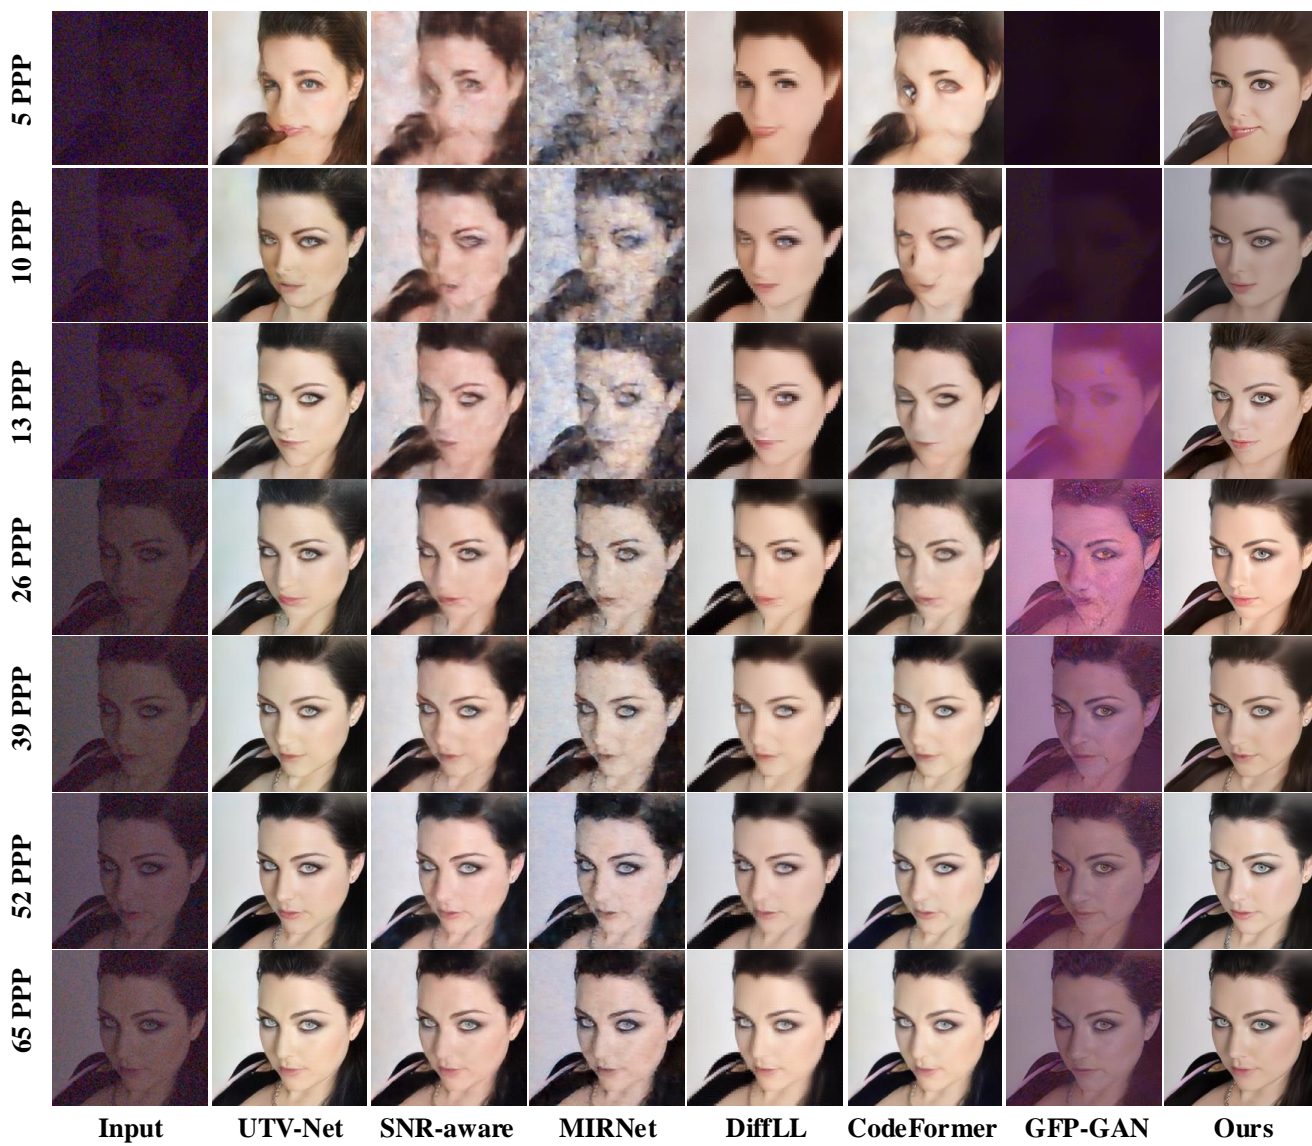 5 PPP
10 PPP
13 PPP
26 PPP
39 PPP
52 PPP
65 PPP
Input UTV-Net SNR-aware MIRNet DiffLL CodeFormer GFP-GAN Ours